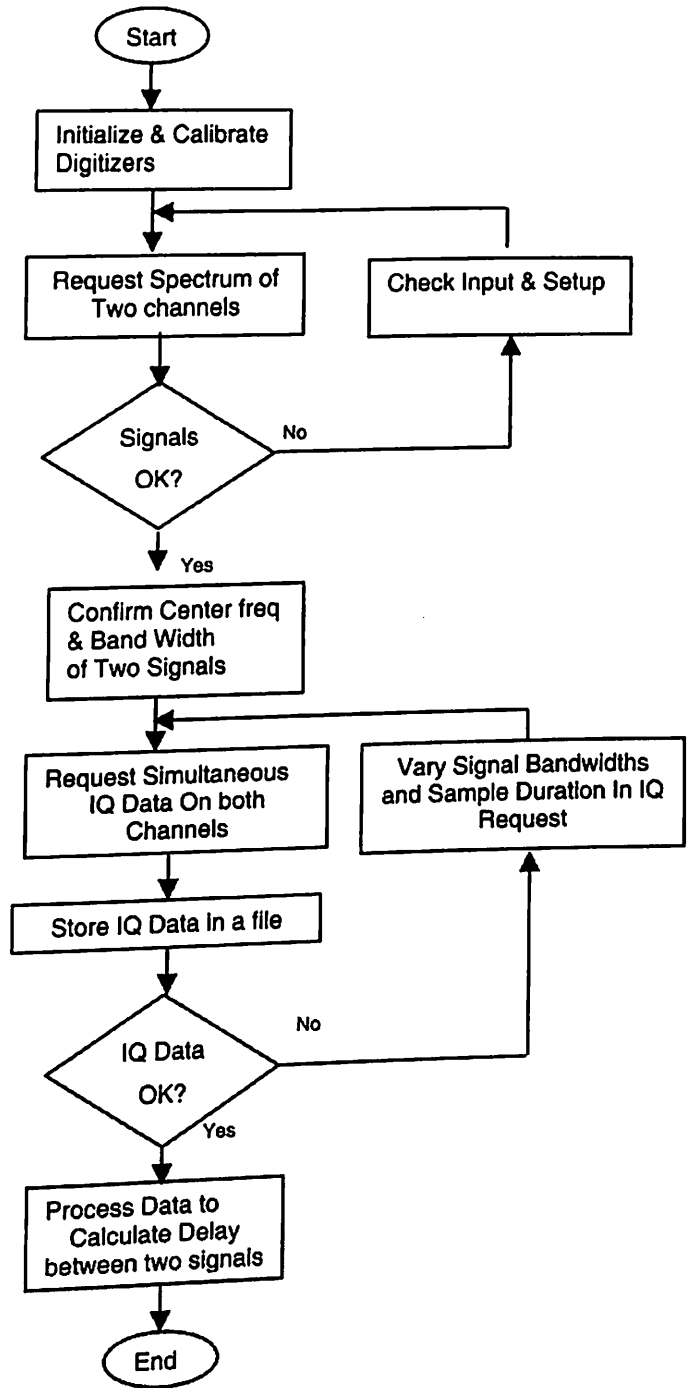 Start
Initialize & Calibrate
Digitizers
Request Spectrum of
Two channels
Check Input & Setup
Signals
OK?
No
Yes
Confirm Center freq
& Band Width
of Two Signals
Request Simultaneous
IQ Data On both
Channels
Vary Signal Bandwidths
and Sample Duration In IQ
Request
Store IQ Data in a file
IQ Data
OK?
No
Yes
Process Data to
Calculate Delay
between two signals
End